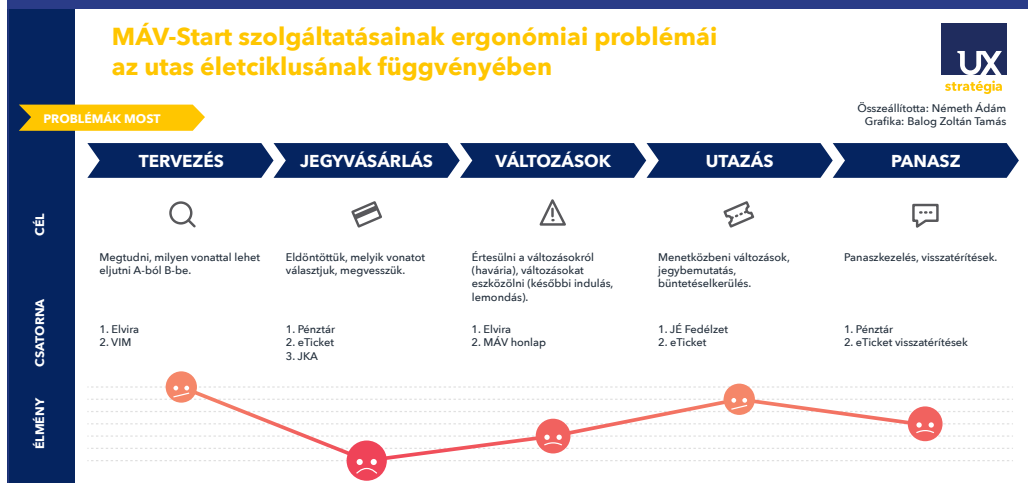 MÁV-Start szolgáltatásainak ergonómiai problémái
az utas életciklusának függvényében
UX
stratégia
Összeállította: Németh Ádám
Grafika: Balog Zoltán Tamás
PROBLÉMÁK MOST
TERVEZÉS
JEGYVÁSÁRLÁS
VÁLTOZÁSOK
UTAZÁS
PANASZ
CÉL
Megtudni, milyen vonattal lehet
eljutni A-ból B-be.
Eldöntöttük, melyik vonatot
választjuk, megvesszük.
Értesülni a változásokról
(havária), változásokat
eszközölni (későbbi indulás,
lemondás).
Menetközbeni változások,
jegybemutatás,
büntetéselkerülés.
Panaszkezelés, visszatérítések.
CSATORNA
1. Elvira
2. VIM
1. Pénztár
2. eTicket
3. JKA
1. Elvira
2. MÁV honlap
1. JÉ Fedélzet
2. eTicket
1. Pénztár
2. eTicket visszatérítések
ÉLMENY